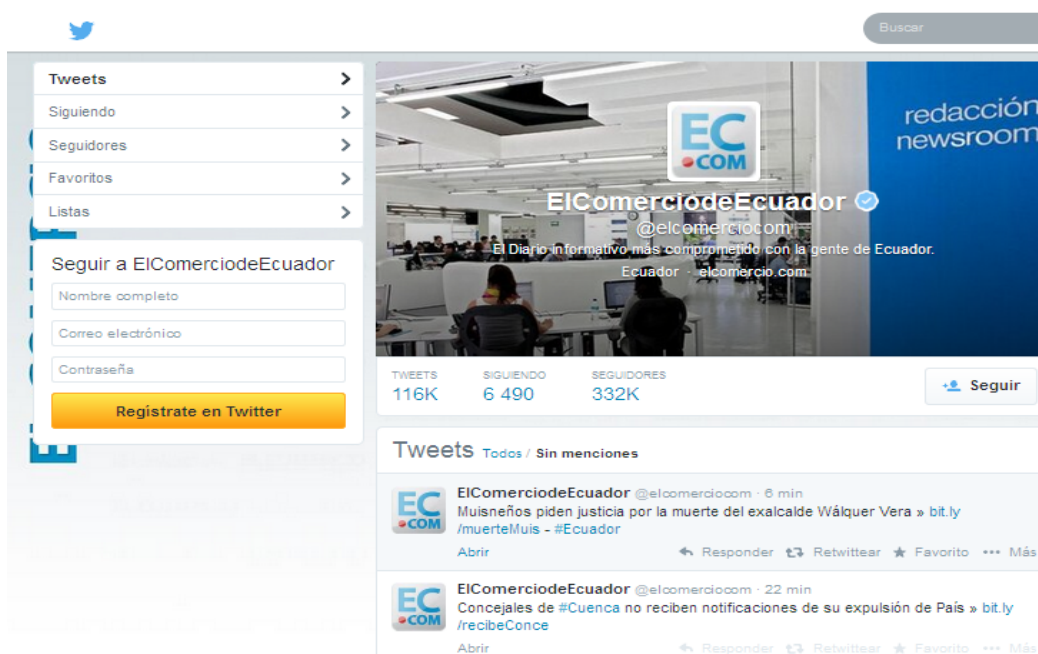 Buscar
Tweets
Siguiendo
Seguidores
Favoritos
Listas
Seguir a ElComerciodeEcuador
Nombre completo
Correo electrónico
Contraseña
Regístrate en Twitter
redacción
newsroom
EC
.COM
ElComerciodeEcuador
@elcomerciocom
El Diario Informativo más comprometido con la gente de Ecuador.
Ecuador · elcomercio.com
TWEETS SIGUIENDO SEGUIDORES
116K 6 490 332K
Seguir
Tweets Todos / Sin menciones
EC
.COM
ElComerciodeEcuador @elcomerciocom · 6 min
Muisneños piden justicia por la muerte del exalcalde Wálquer Vera » bit.ly
/muerteMuis - #Ecuador
Abrir Responder Retwittear Favorito Más
EC
.COM
ElComerciodeEcuador @elcomerciocom · 22 min
Concejales de #Cuenca no reciben notificaciones de su expulsión de País » bit.ly
/recibeConce
Abrir Responder Retwittear Favorito Más